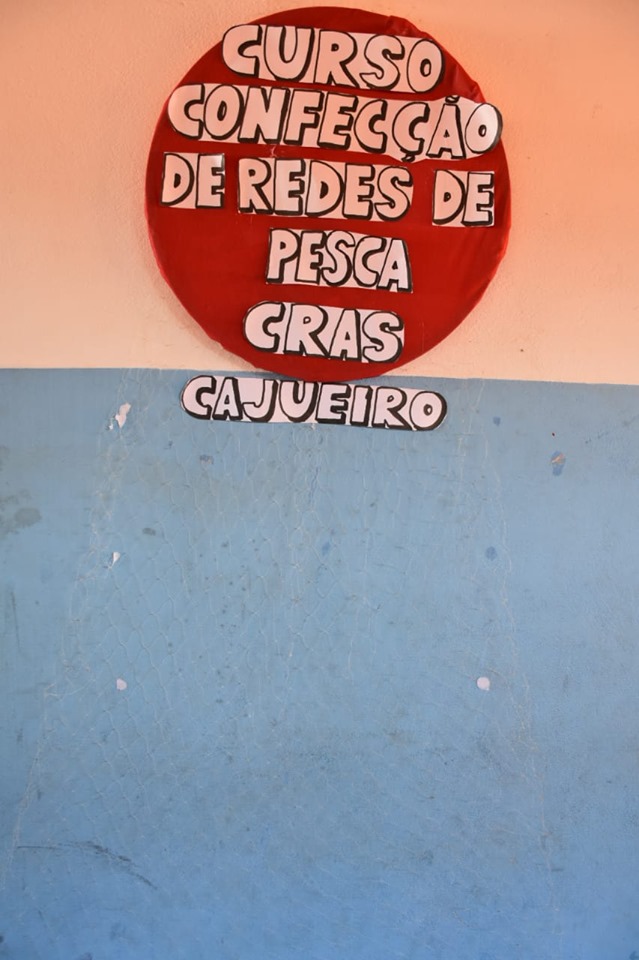 CURSO
CONFECÇÃO
DE REDES DE
PESCA
CRAS
CAJUEIRO